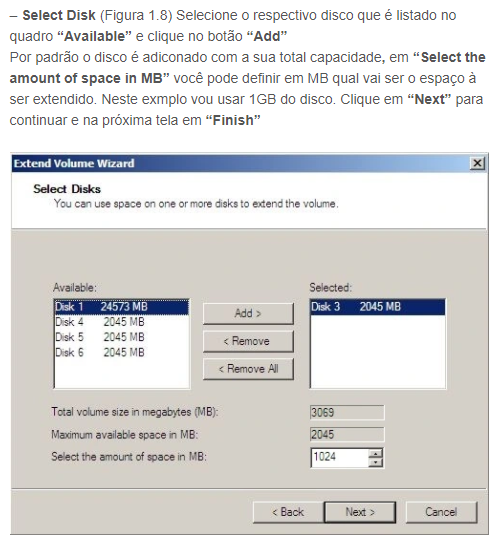 – Select Disk (Figura 1.8) Selecione o respectivo disco que é listado no
quadro “Available” e clique no botão “Add”
Por padrão o disco é adiconado com a sua total capacidade, em “Select the
amount of space in MB” você pode definir em MB qual vai ser o espaço à
ser extendido. Neste exmplo vou usar 1GB do disco. Clique em “Next” para
continuar e na próxima tela em “Finish”
Extend Volume Wizard
Select Disks
You can use space on one or more disks to extend the volume.
Available:
Disk 1 24573 MB
Disk 4 2045 MB
Disk 5 2045 MB
Disk 6 2045 MB
Add >
< Remove
< Remove All
Selected:
Disk 3 2045 MB
Total volume size in megabytes (MB): 3069
Maximum available space in MB: 2045
Select the amount of space in MB: 1024
< Back Next > Cancel